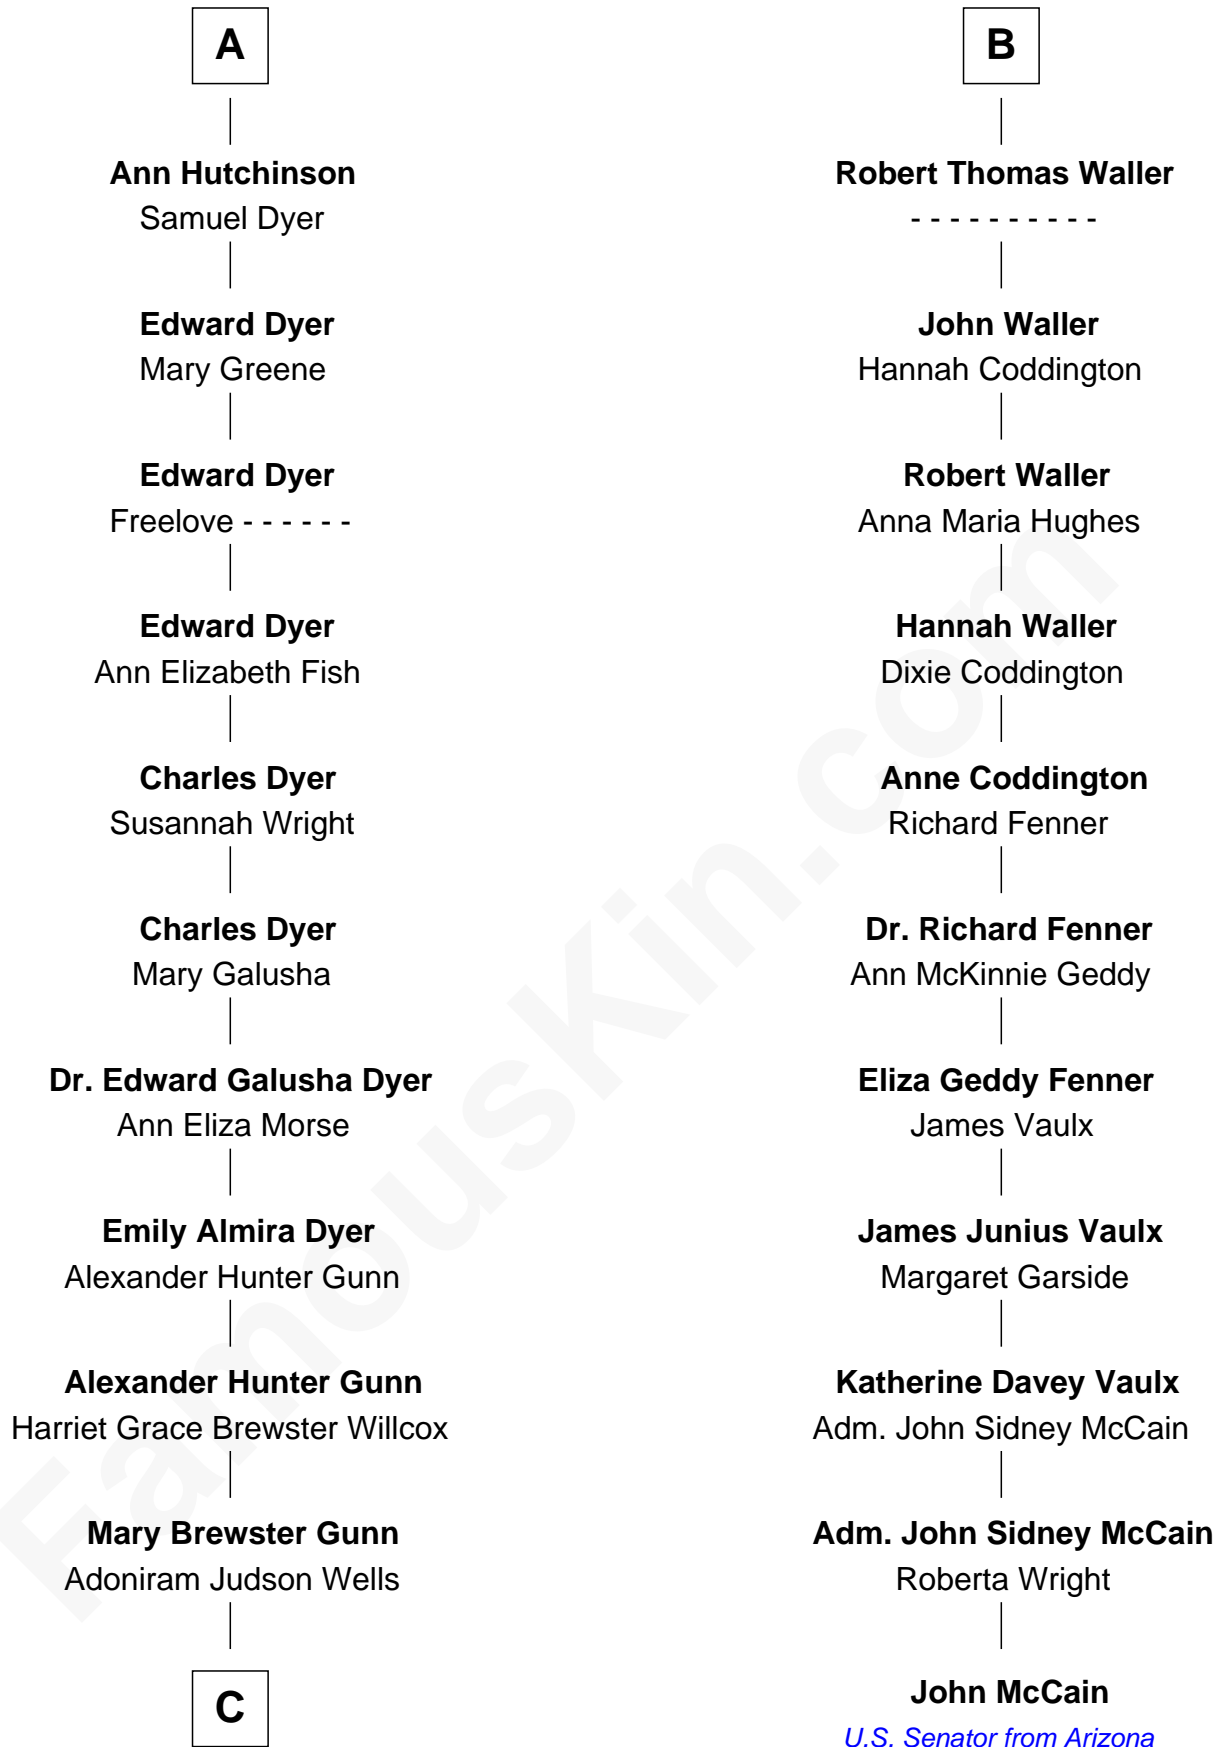 A
Ann Hutchinson
Samuel Dyer
Edward Dyer
Mary Greene
Edward Dyer
Freelove - - - - - -
Edward Dyer
Ann Elizabeth Fish
Charles Dyer
Susannah Wright
Charles Dyer
Mary Galusha
Dr. Edward Galusha Dyer
Ann Eliza Morse
Emily Almira Dyer
Alexander Hunter Gunn
Alexander Hunter Gunn
Harriet Grace Brewster Willcox
Mary Brewster Gunn
Adoniram Judson Wells
C
B
Robert Thomas Waller
- - - - - - - - - -
John Waller
Hannah Coddington
Robert Waller
Anna Maria Hughes
Hannah Waller
Dixie Coddington
Anne Coddington
Richard Fenner
Dr. Richard Fenner
Ann McKinnie Geddy
Eliza Geddy Fenner
James Vaulx
James Junius Vaulx
Margaret Garside
Katherine Davey Vaulx
Adm. John Sidney McCain
Adm. John Sidney McCain
Roberta Wright
John McCain
U.S. Senator from Arizona
FamousKin.com